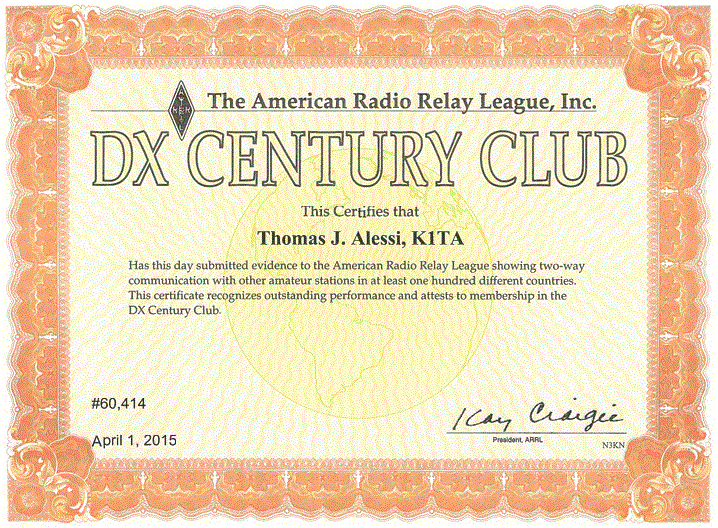 The American Radio Relay League, Inc.
DX CENTURY CLUB
This Certifies that
Thomas J. Alessi, K1TA
Has this day submitted evidence to the American Radio Relay League showing two-way
communication with other amateur stations in at least one hundred different countries.
This certificate recognizes outstanding performance and attests to membership in the
DX Century Club.
#60,414
Kay Craigie
April 1, 2015
President, ARRL
N3KN